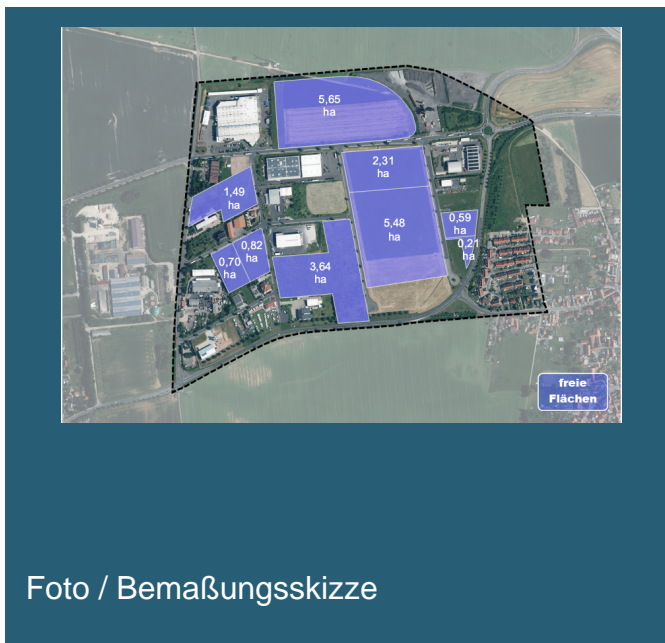 5,65
ha
2,31
ha
1,49
ha
5,48
ha
0,59
ha
0,21
ha
0,82
ha
0,70
ha
3,64
ha
freie
Flächen
Foto / Bemaßungsskizze